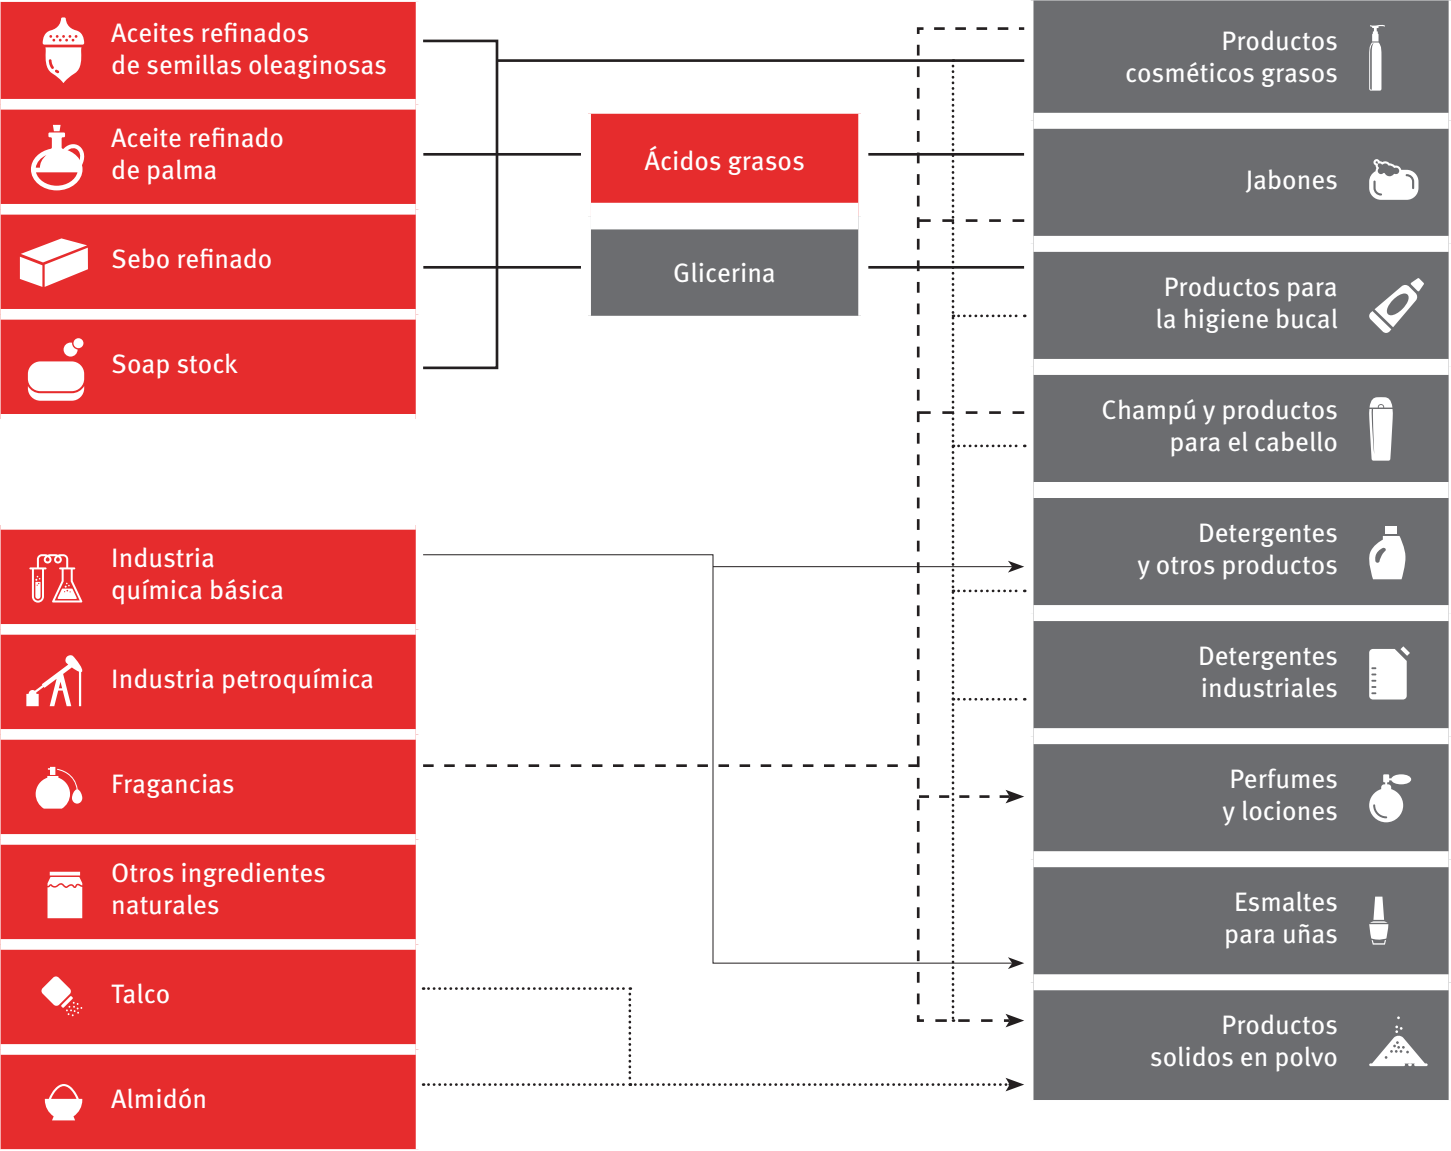 Aceites refinados
de semillas oleaginosas
Aceite refinado
de palma
Sebo refinado
Soap stock
Industria
química básica
Industria petroquímica
Fragancias
Otros ingredientes
naturales
Talco
Almidón
Ácidos grasos
Glicerina
Productos
cosméticos grasos
Jabones
Productos para
la higiene bucal
Champú y productos
para el cabello
Detergentes
y otros productos
Detergentes
industriales
Perfumes
y lociones
Esmaltes
para uñas
Productos
solidos en polvo